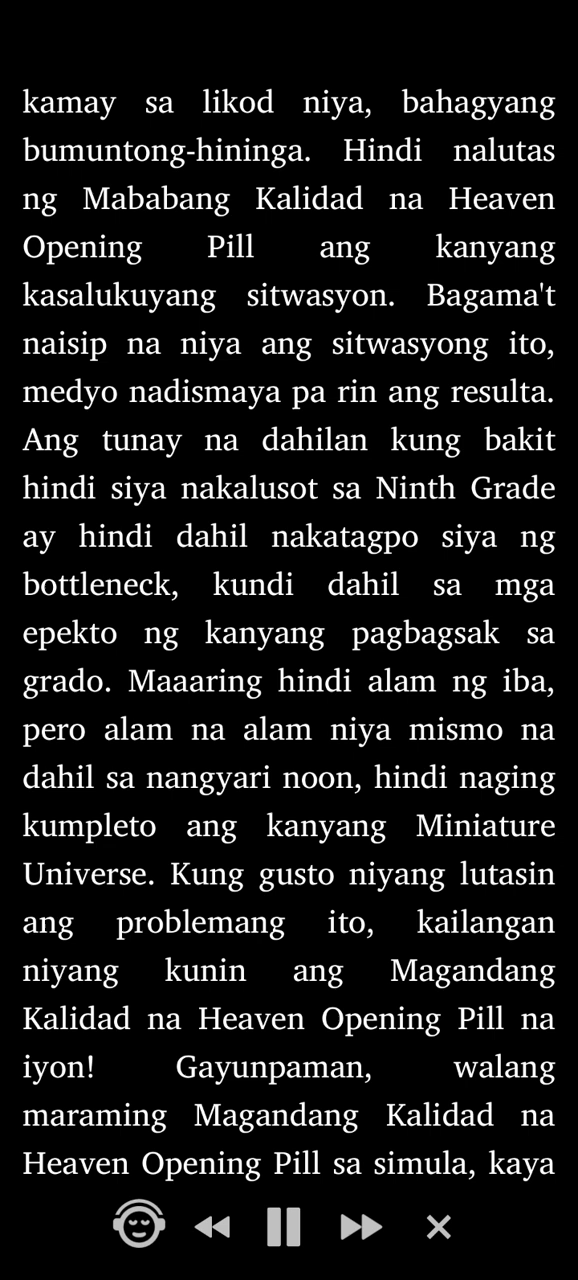 kamay sa likod niya, bahagyang
bumuntong-hininga. Hindi nalutas
ng Mababang Kalidad na Heaven
Opening Pill ang kanyang
kasalukuyang sitwasyon. Bagama't
naisip na niya ang sitwasyong ito,
medyo nadismaya pa rin ang resulta.
Ang tunay na dahilan kung bakit
hindi siya nakalusot sa Ninth Grade
ay hindi dahil nakatagpo siya ng
bottleneck, kundi dahil sa mga
epekto ng kanyang pagbagsak sa
grado. Maaaring hindi alam ng iba,
pero alam na alam niya mismo na
dahil sa nangyari noon, hindi naging
kumpleto ang kanyang Miniature
Universe. Kung gusto niyang lutasin
ang problemang ito, kailangan
niyang kunin ang Magandang
Kalidad na Heaven Opening Pill na
iyon! Gayunpaman, walang
maraming Magandang Kalidad na
Heaven Opening Pill sa simula, kaya